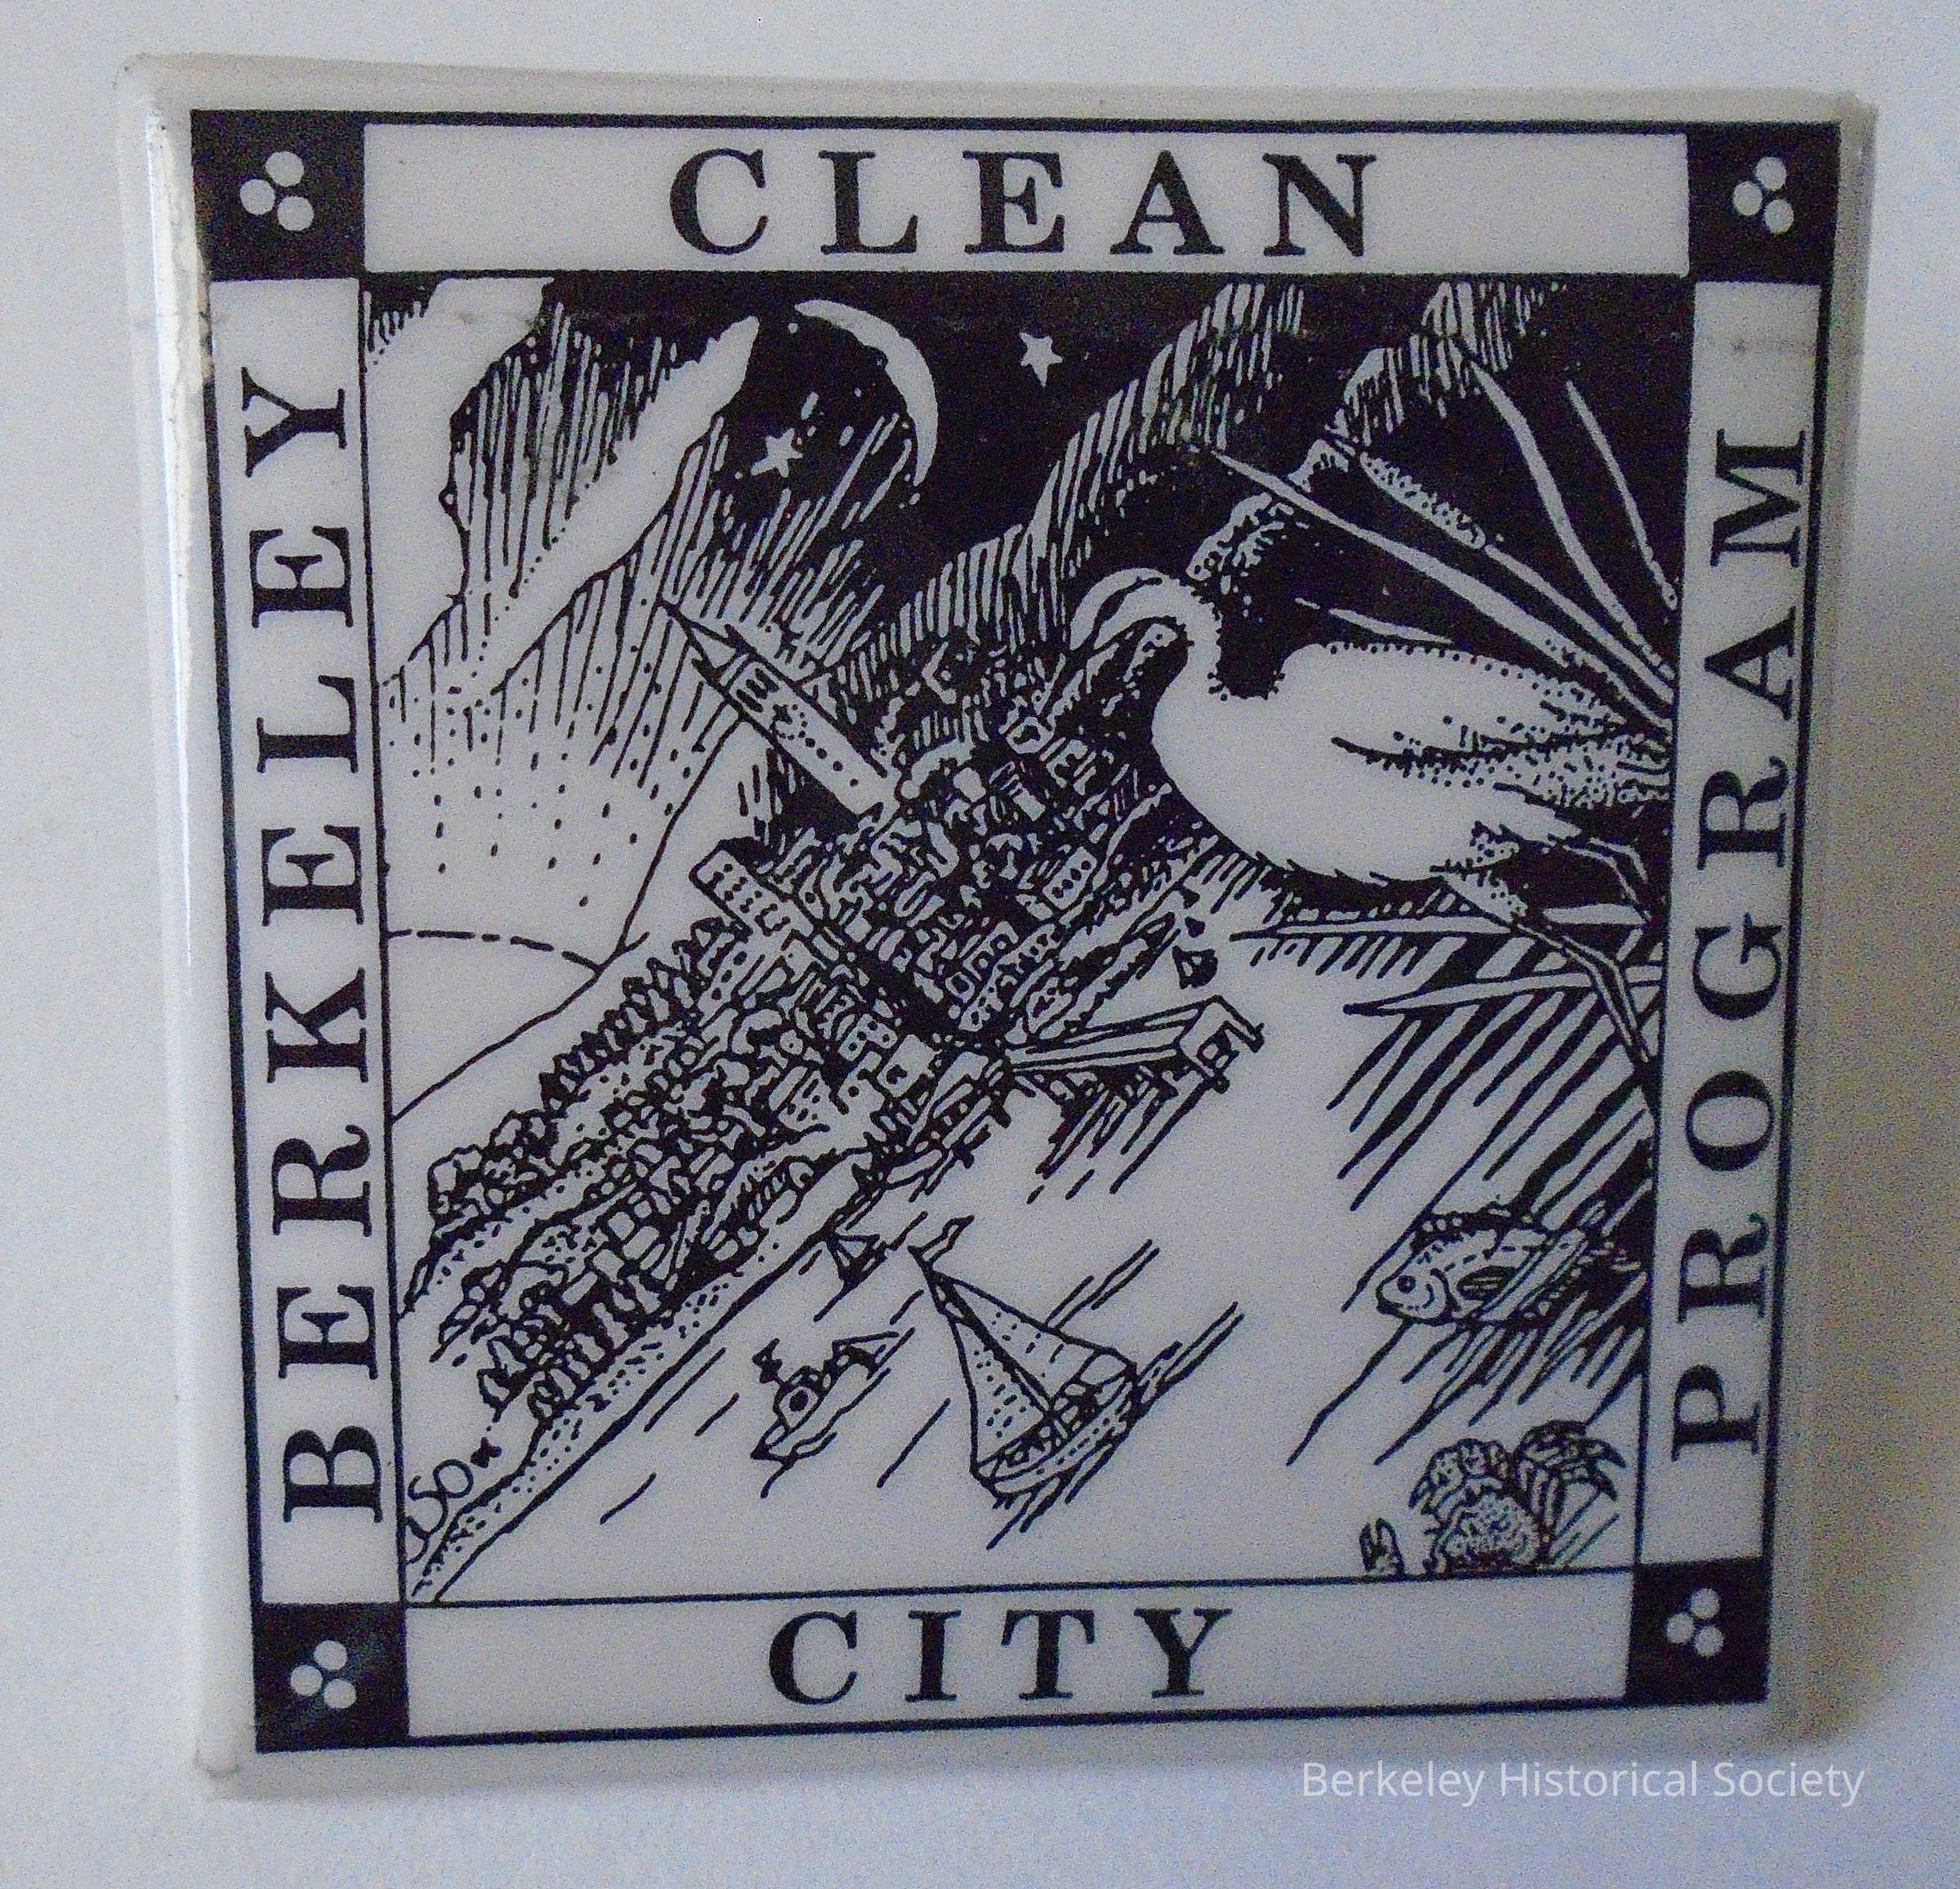 CLEAN
BERKELEY
PROGRAM
CITY
Berkeley Historical Society